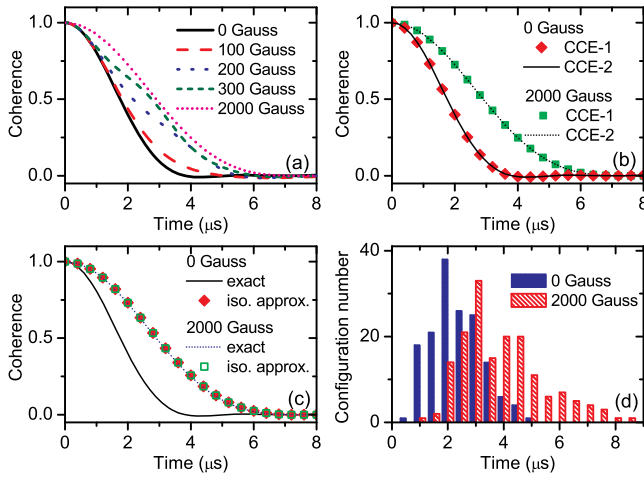 1.0
0.5
0.0
Coherence
0 Gauss
100 Gauss
200 Gauss
300 Gauss
2000 Gauss
(a)
0 2 4 6 8
Time (μs)
1.0
0.5
0.0
Coherence
0 Gauss
CCE-1
CCE-2
2000 Gauss
CCE-1
CCE-2
(b)
0 2 4 6 8
Time (μs)
1.0
0.5
0.0
Coherence
0 Gauss
exact
iso. approx.
2000 Gauss
exact
iso. approx.
(c)
0 2 4 6 8
Time (μs)
40
20
0
Configuration number
0 Gauss
2000 Gauss
(d)
0 2 4 6 8
Time (μs)